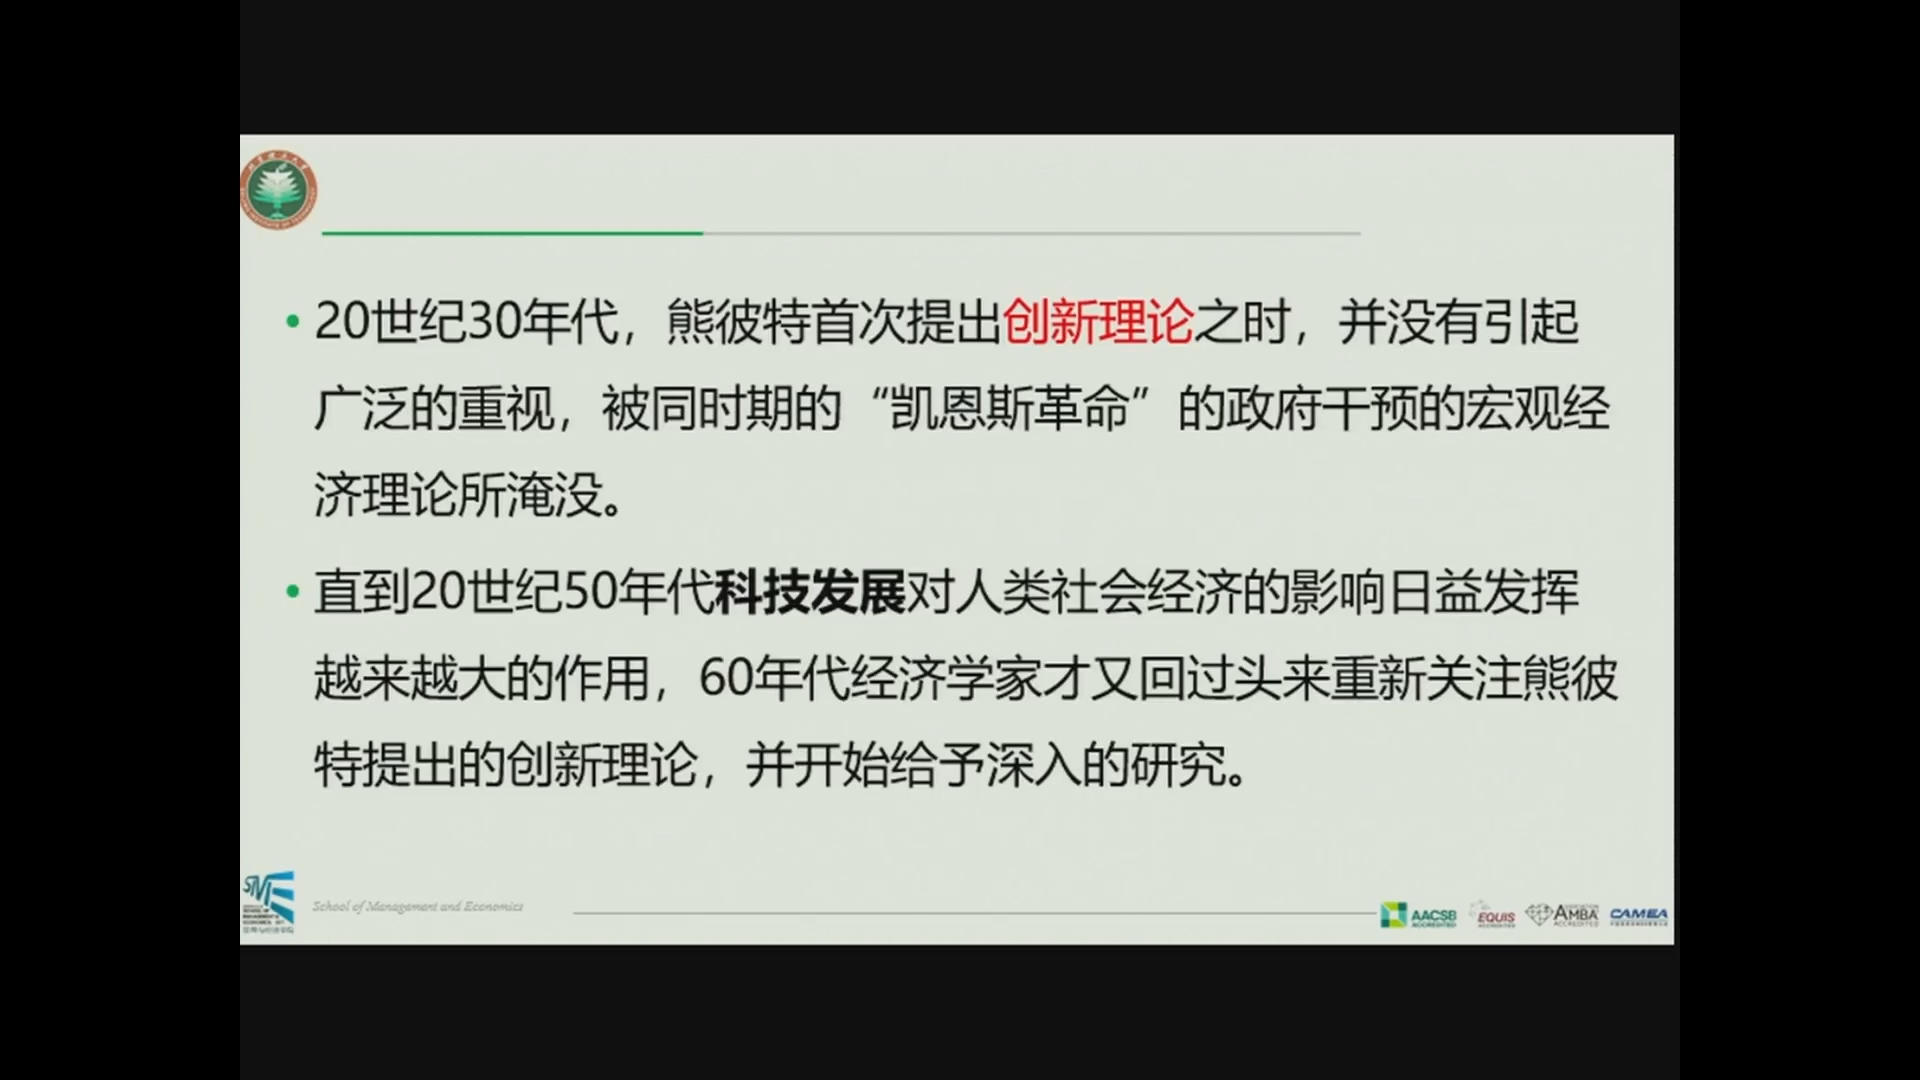 20世纪30年代，熊彼特首次提出创新理论之时，并没有引起
广泛的重视，被同时期的“凯恩斯革命”的政府干预的宏观经
济理论所淹没。
直到20世纪50年代科技发展对人类社会经济的影响日益发挥
越来越大的作用，60年代经济学家才又回过头来重新关注熊彼
特提出的创新理论，并开始给予深入的研究。
School of Management and Economics
AACSB
ACCREDITED
EQUIS
ACCREDITED
AMBA
ACCREDITED
CAMEA